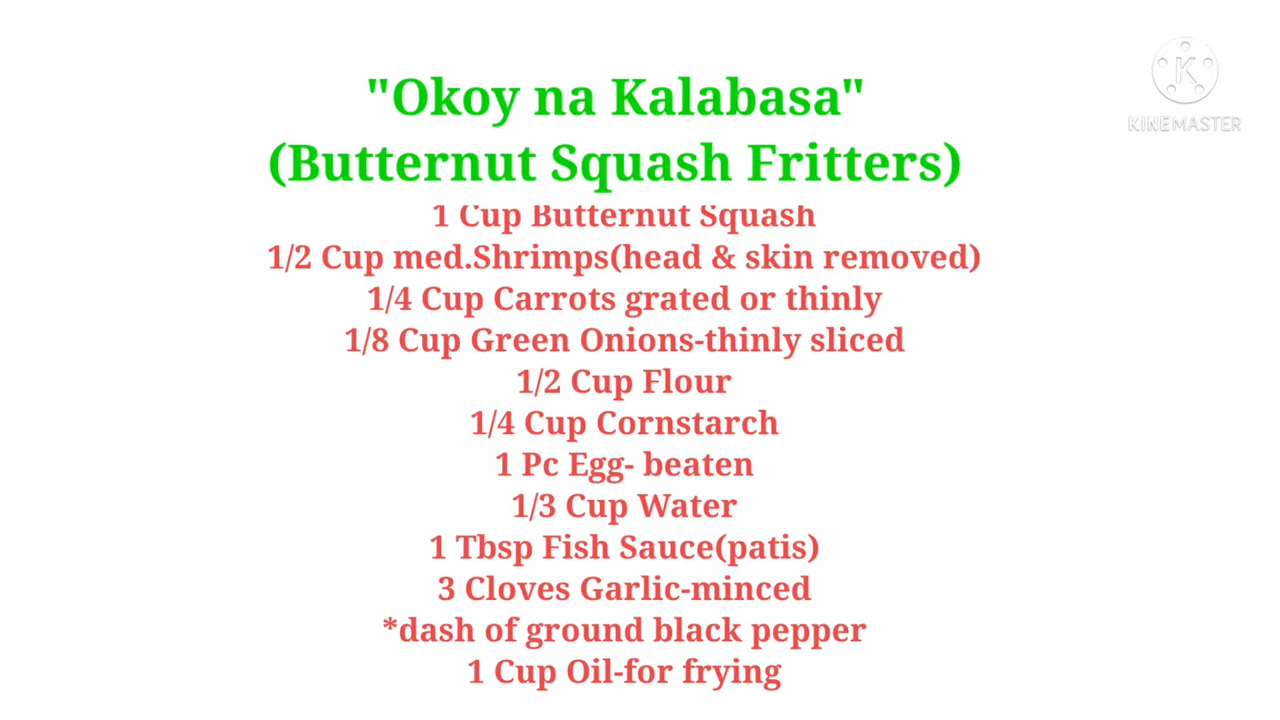 "Okoy na Kalabasa"
(Butternut Squash Fritters)
1 Cup Butternut Squash
1/2 Cup med.Shrimps(head & skin removed)
1/4 Cup Carrots grated or thinly
1/8 Cup Green Onions-thinly sliced
1/2 Cup Flour
1/4 Cup Cornstarch
1 Pc Egg- beaten
1/3 Cup Water
1 Tbsp Fish Sauce(patis)
3 Cloves Garlic-minced
*dash of ground black pepper
1 Cup Oil-for frying
K
KINEMASTER